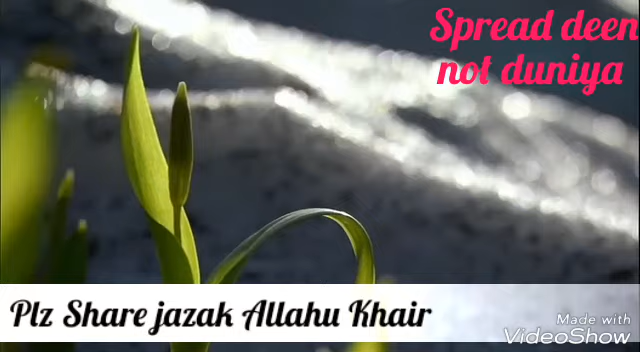 Spread deen
not duniya
Plz Share jazak Allahu Khair
Made with
VideoShow